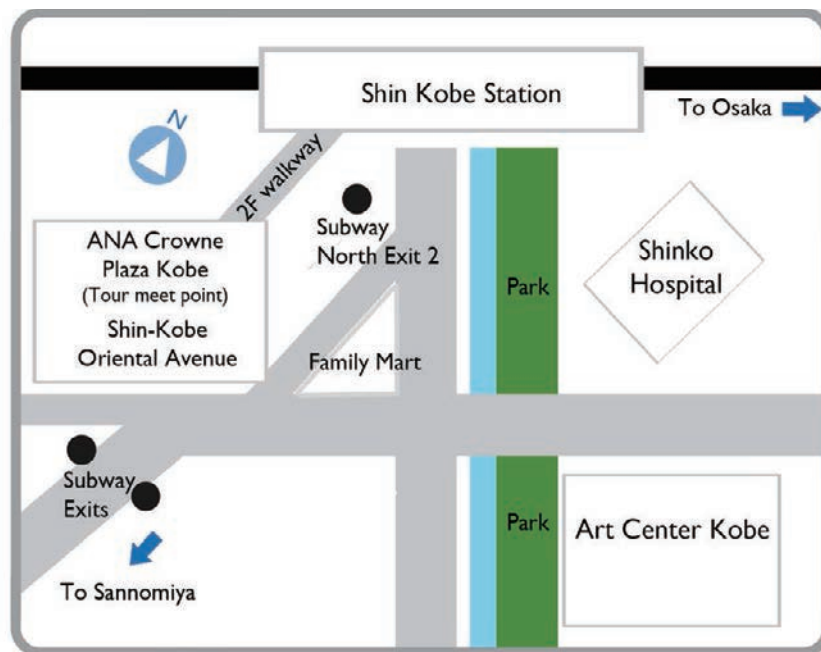 Shin Kobe Station
To Osaka
N
2F walkway
Subway
North Exit 2
ANA Crowne
Plaza Kobe
(Tour meet point)
Shin-Kobe
Oriental Avenue
Shinko
Hospital
Park
Family Mart
Subway
Exits
Park
Art Center Kobe
To Sannomiya